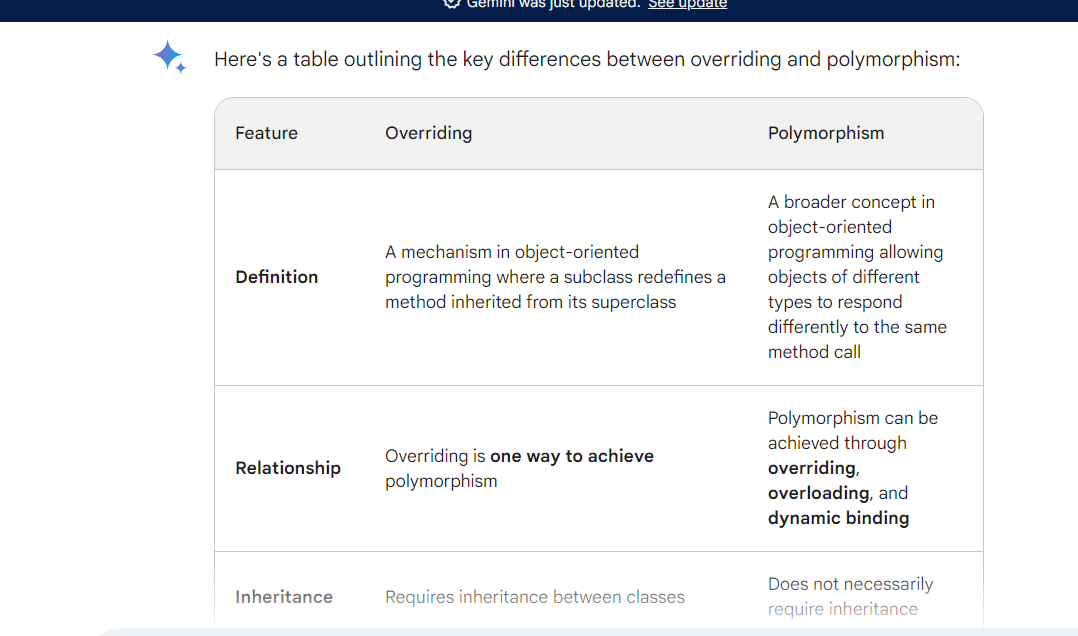 Gemini was just updated. See update
Here's a table outlining the key differences between overriding and polymorphism:
Feature Overriding Polymorphism
Definition
A mechanism in object-oriented
programming where a subclass redefines a
method inherited from its superclass
A broader concept in
object-oriented
programming allowing
objects of different
types to respond
differently to the same
method call
Relationship
Overriding is one way to achieve
polymorphism
Polymorphism can be
achieved through
overriding,
overloading, and
dynamic binding
Inheritance
Requires inheritance between classes
Does not necessarily
require inheritance